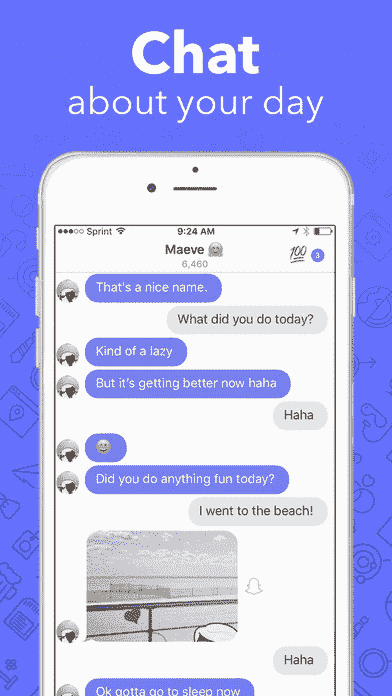 Chat
about your day
Sprint
9:24 AM
Maeve
6,460
100
3
That's a nice name.
What did you do today?
Kind of a lazy
But it's getting better now haha
Haha
Did you do anything fun today?
I went to the beach!
Haha
Ok gotta go to sleep now